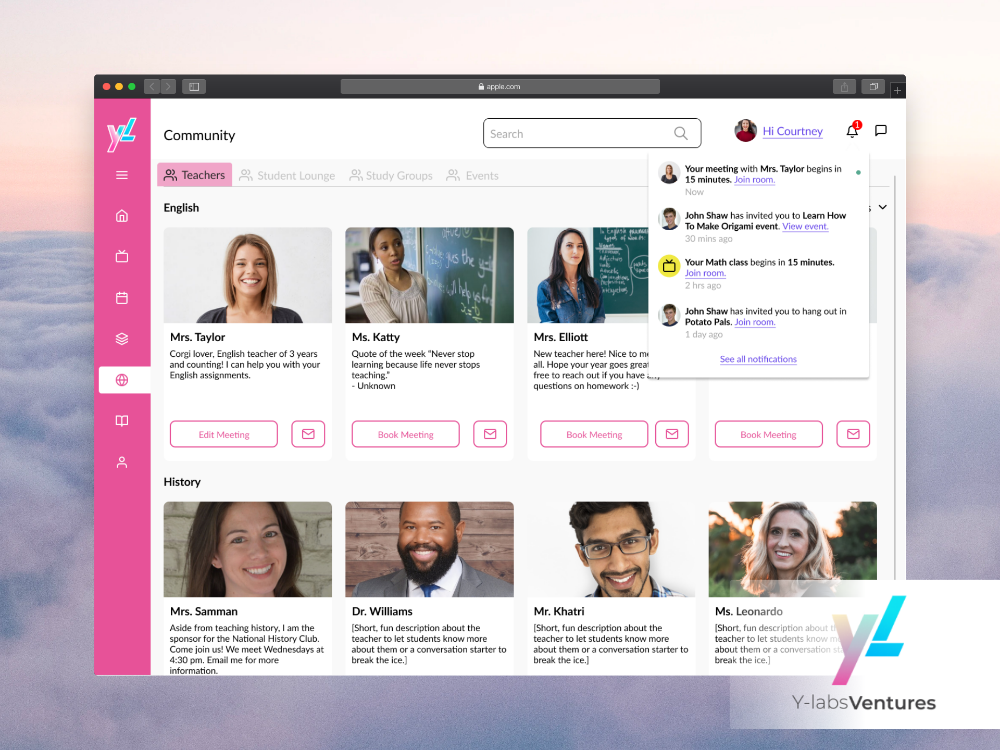 apple.com
YL
Community
Search
Hi Courtney
1
Teachers
Student Lounge
Study Groups
Events
Your meeting with Mrs. Taylor begins in
15 minutes. Join room.
Now
John Shaw has invited you to Learn How
To Make Origami event. View event.
30 mins ago
Your Math class begins in 15 minutes.
Join room.
2 hrs ago
John Shaw has invited you to hang out in
Potato Pals. Join room.
1 day ago
See all notifications
English
Mrs. Taylor
Corgi lover, English teacher of 3 years
and counting! I can help you with your
English assignments.
Edit Meeting
Ms. Katty
Quote of the week “Never stop
learning because life never stops
teaching.”
- Unknown
Book Meeting
Mrs. Elliott
New teacher here! Nice to me
all. Hope your year goes great
free to reach out if you have any
questions on homework :-)
Book Meeting
Book Meeting
History
Mrs. Samman
Aside from teaching history, I am the
sponsor for the National History Club.
Come join us! We meet Wednesdays at
4:30 pm. Email me for more
information.
Dr. Williams
[Short, fun description about the
teacher to let students know more
about them or a conversation starter to
break the ice.]
Mr. Khatri
[Short, fun description about the
teacher to let students know more
about them or a conversation starter to
break the ice.]
Ms. Leonardo
[Short, fun description about th
teacher to let students know m
about them or a conversation s
break the ice.]
YL
Y-labsVentures